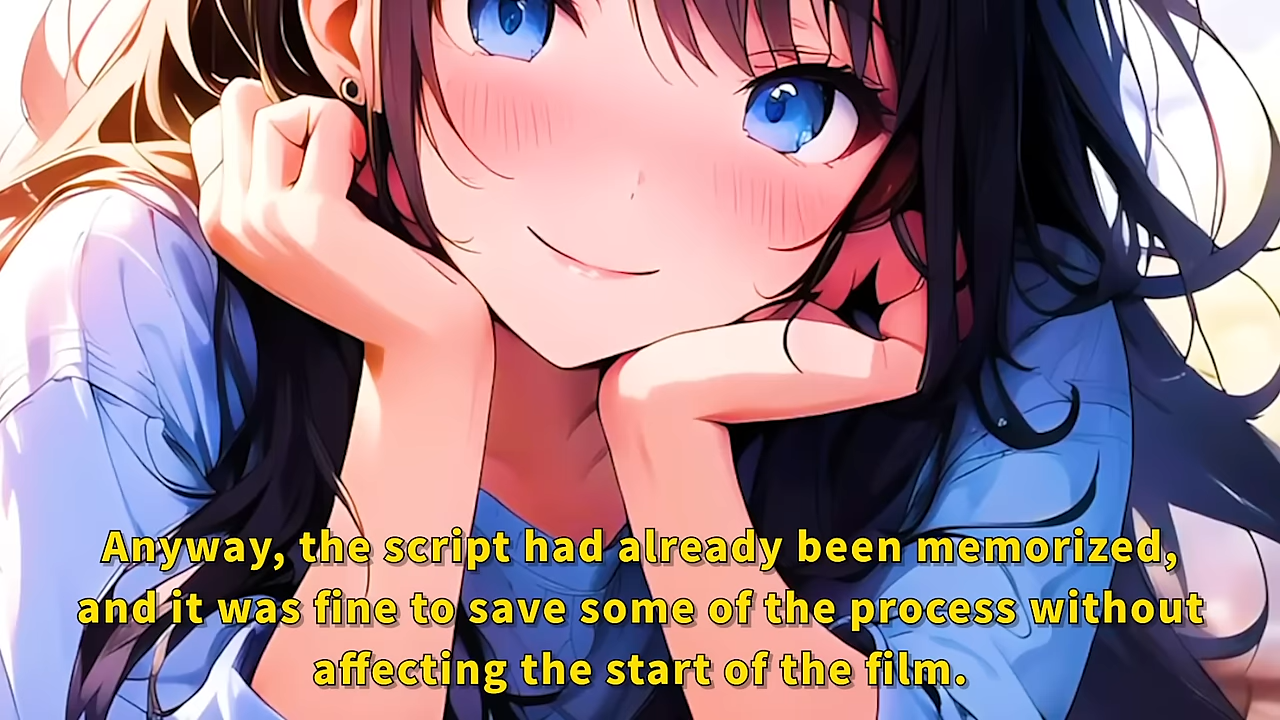 Anyway, the script had already been memorized,
and it was fine to save some of the process without
affecting the start of the film.